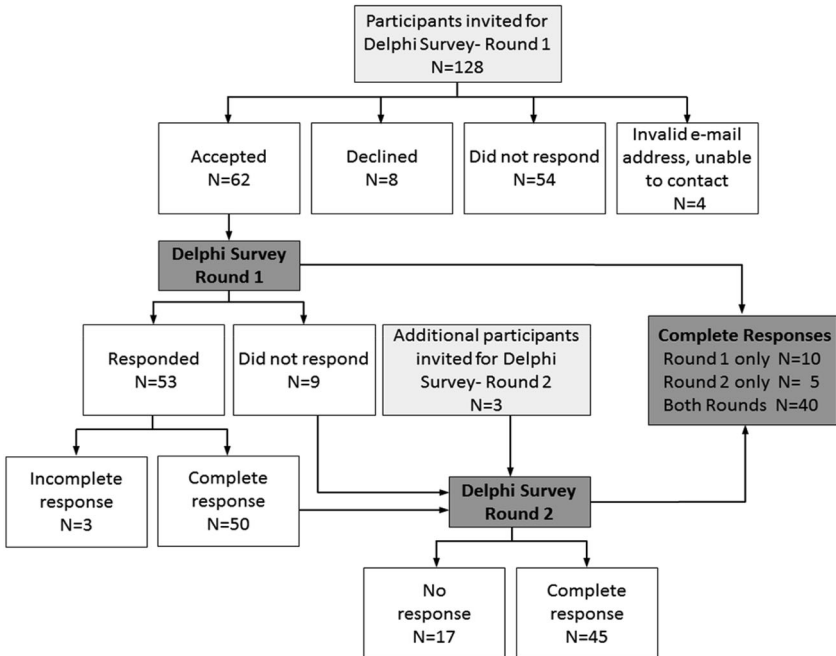 Participants invited for
Delphi Survey- Round 1
N=128
Accepted
N=62
Declined
N=8
Did not respond
N=54
Invalid e-mail
address, unable
to contact
N=4
Delphi Survey
Round 1
Responded
N=53
Did not respond
N=9
Additional participants
invited for Delphi
Survey- Round 2
N=3
Complete Responses
Round 1 only N=10
Round 2 only N= 5
Both Rounds N=40
Incomplete
response
N=3
Complete
response
N=50
Delphi Survey
Round 2
No
response
N=17
Complete
response
N=45